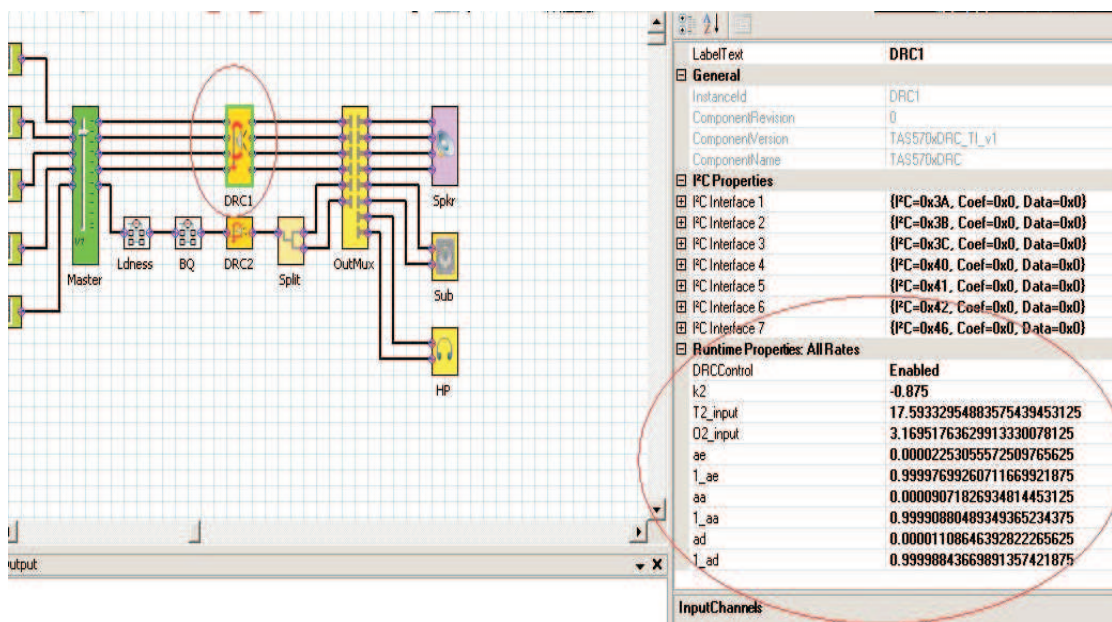 V?
Master
Ldness
BQ
DRC1
DRC2
Split
OutMux
Spkr
Sub
HP
utput
LabelText DRC1
General
InstanceId DRC1
ComponentRevision 0
ComponentVersion TAS570xDRC_TI_v1
ComponentName TAS570xDRC
I²C Properties
I²C Interface 1 {I²C=0x3A, Coef=0x0, Data=0x0}
I²C Interface 2 {I²C=0x3B, Coef=0x0, Data=0x0}
I²C Interface 3 {I²C=0x3C, Coef=0x0, Data=0x0}
I²C Interface 4 {I²C=0x40, Coef=0x0, Data=0x0}
I²C Interface 5 {I²C=0x41, Coef=0x0, Data=0x0}
I²C Interface 6 {I²C=0x42, Coef=0x0, Data=0x0}
I²C Interface 7 {I²C=0x46, Coef=0x0, Data=0x0}
Runtime Properties: All Rates
DRCControl Enabled
k2 -0.875
T2_input 17.59332954883575439453125
O2_input 3.16951763629913330078125
ae 0.00002253055572509765625
1_ae 0.99997699260711669921875
aa 0.00009071826934814453125
1_aa 0.99990880489349365234375
ad 0.00001108646392822265625
1_ad 0.99998843669891357421875
InputChannels